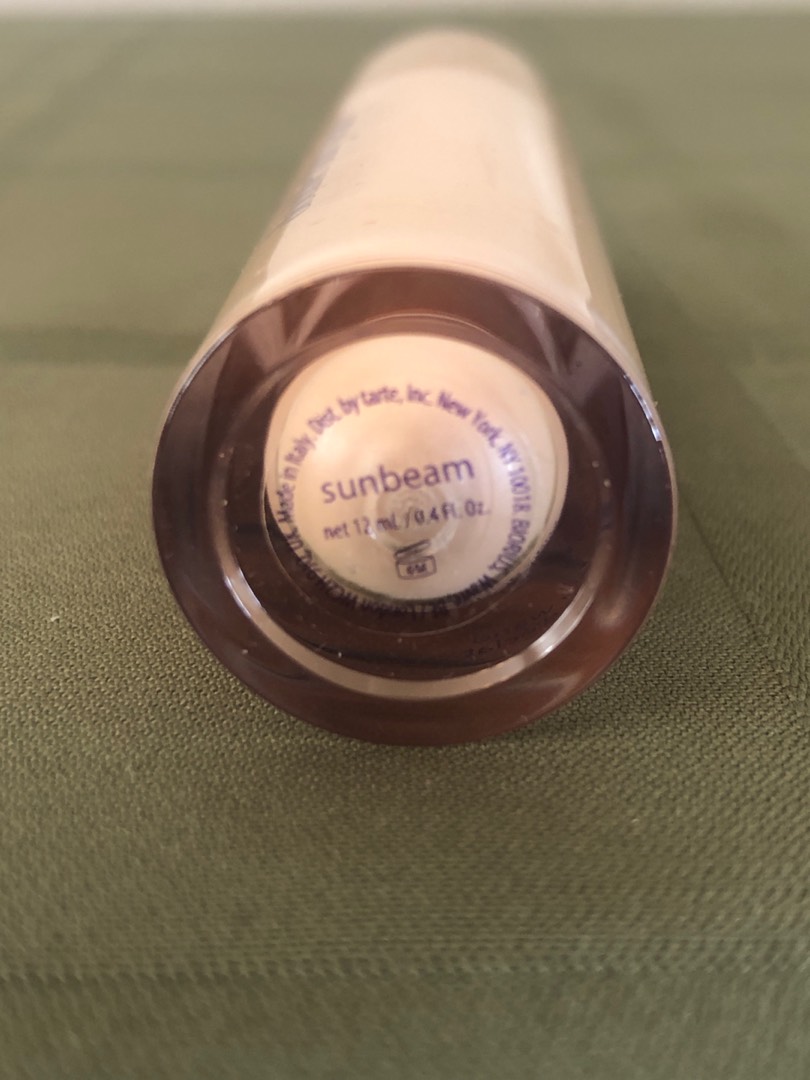 Made in Italy. Dist. by tarte, inc. New York, NY 10018.
sunbeam
net 12 mL / 0.4 Fl. Oz.
6M